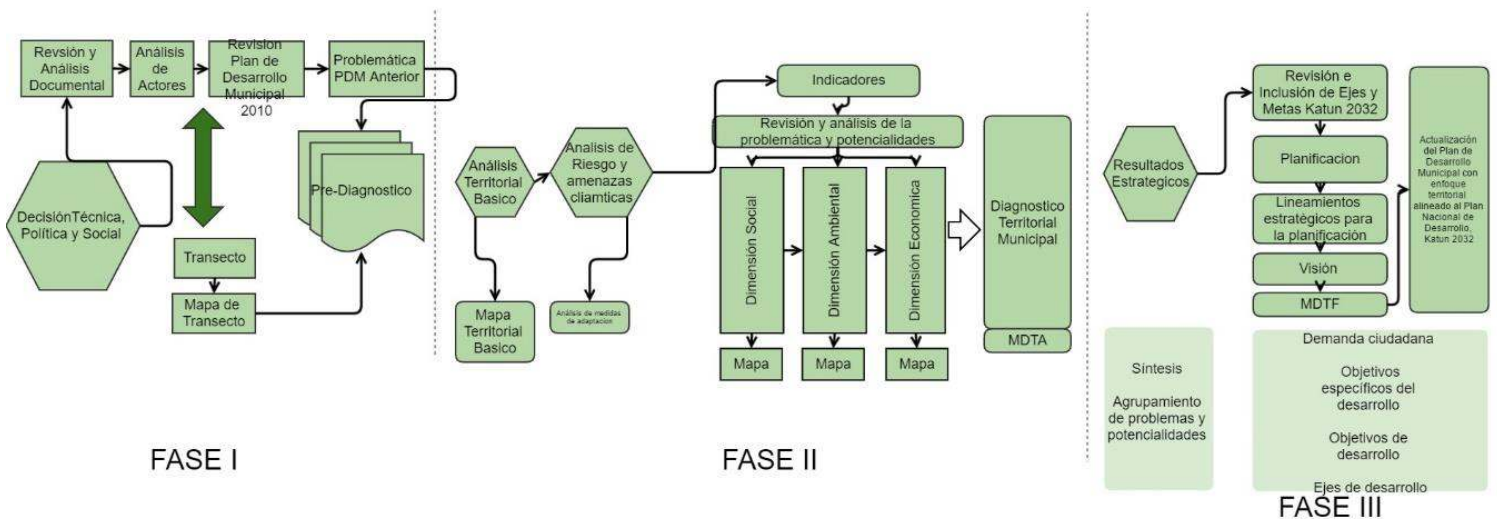 Revsión y
Análisis
Documental
Análisis
de
Actores
Revision
Plan de
Desarrollo
Municipal
2010
Problemática
PDM Anterior
Pre-Diagnostico
DecisiónTécnica,
Política y Social
Transecto
Mapa de
Transecto
FASE I
Análisis
Territorial
Basico
Analisis de
Riesgo y
amenazas
cliamticas
Mapa
Territorial
Basico
Análisis de medidas
de adaptacion
Indicadores
Revisión y análisis de la
problemática y potencialidades
Dimensión Social
Dimensión Ambiental
Dimensión Economica
Mapa
Mapa
Mapa
Diagnostico
Territorial
Municipal
MDTA
FASE II
Resultados
Estrategicos
Revisión e
Inclusión de Ejes y
Metas Katun 2032
Planificacion
Lineamientos
estratégicos para
la planificación
Visión
MDTF
Actualización
del Plan de
Desarrollo
Municipal con
enfoque
territorial
alineado al Plan
Nacional de
Desarrollo,
Katun 2032
Síntesis
Agrupamiento
de problemas y
potencialidades
Demanda ciudadana
Objetivos
específicos del
desarrollo
Objetivos de
desarrollo
Ejes de desarrollo
FASE III